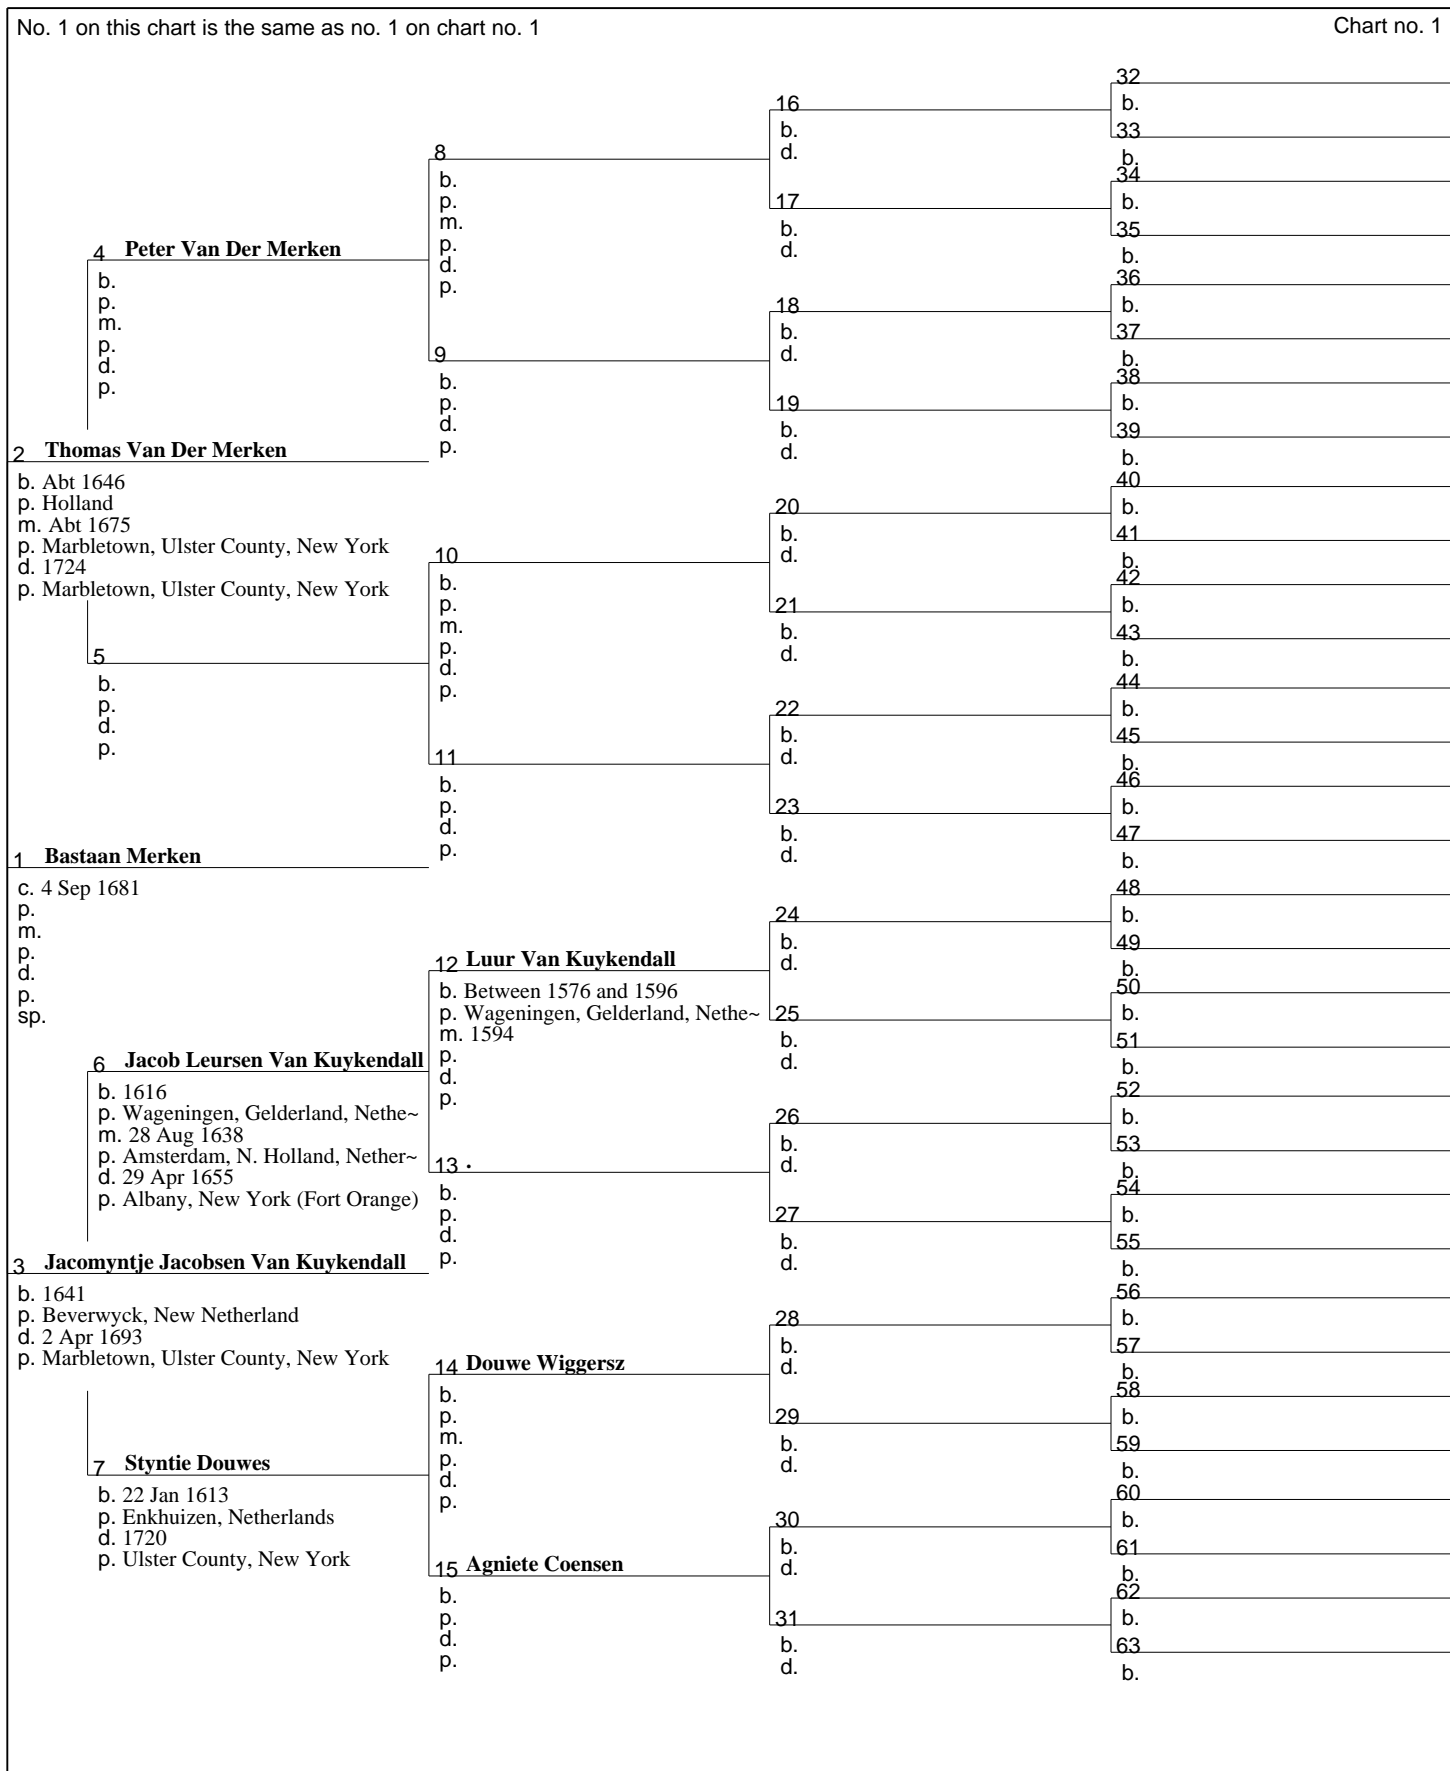 No. 1 on this chart is the same as no. 1 on chart no. 1
Chart no. 1
4 Peter Van Der Merken
b.
p.
m.
p.
d.
p.
2 Thomas Van Der Merken
b. Abt 1646
p. Holland
m. Abt 1675
p. Marbletown, Ulster County, New York
d. 1724
p. Marbletown, Ulster County, New York
5
b.
p.
d.
p.
1 Bastaan Merken
c. 4 Sep 1681
p.
m.
p.
d.
p.
sp.
6 Jacob Leursen Van Kuykendall
b. 1616
p. Wageningen, Gelderland, Nethe~
m. 28 Aug 1638
p. Amsterdam, N. Holland, Nether~
d. 29 Apr 1655
p. Albany, New York (Fort Orange)
3 Jacomyntje Jacobsen Van Kuykendall
b. 1641
p. Beverwyck, New Netherland
d. 2 Apr 1693
p. Marbletown, Ulster County, New York
7 Styntie Douwes
b. 22 Jan 1613
p. Enkhuizen, Netherlands
d. 1720
p. Ulster County, New York
8
b.
p.
m.
p.
d.
p.
9
b.
p.
d.
p.
10
b.
p.
m.
p.
d.
p.
11
b.
p.
d.
p.
12 Luur Van Kuykendall
b. Between 1576 and 1596
p. Wageningen, Gelderland, Nethe~
m. 1594
p.
d.
p.
13 .
b.
p.
d.
p.
14 Douwe Wiggersz
b.
p.
m.
p.
d.
p.
15 Agniete Coensen
b.
p.
d.
p.
16
b.
d.
17
b.
d.
18
b.
d.
19
b.
d.
20
b.
d.
21
b.
d.
22
b.
d.
23
b.
d.
24
b.
d.
25
b.
d.
26
b.
d.
27
b.
d.
28
b.
d.
29
b.
d.
30
b.
d.
31
b.
d.
32
b.
33
b.
34
b.
35
b.
36
b.
37
b.
38
b.
39
b.
40
b.
41
b.
42
b.
43
b.
44
b.
45
b.
46
b.
47
b.
48
b.
49
b.
50
b.
51
b.
52
b.
53
b.
54
b.
55
b.
56
b.
57
b.
58
b.
59
b.
60
b.
61
b.
62
b.
63
b.